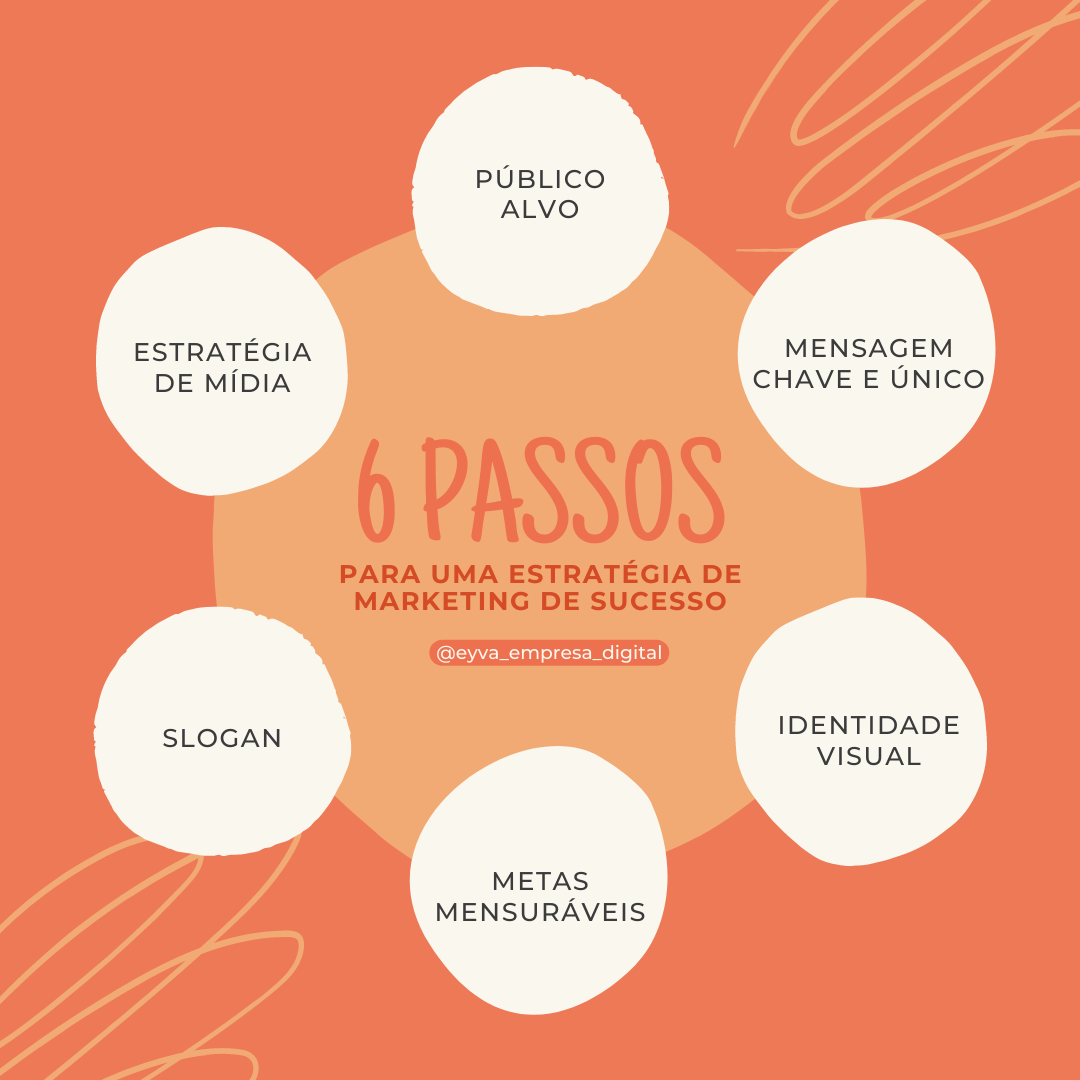 PÚBLICO
ALVO
MENSAGEM
CHAVE E ÚNICO
ESTRATÉGIA
DE MÍDIA
6 PASSOS
PARA UMA ESTRATÉGIA DE
MARKETING DE SUCESSO
@eyva_empresa_digital
IDENTIDADE
VISUAL
SLOGAN
METAS
MENSURÁVEIS